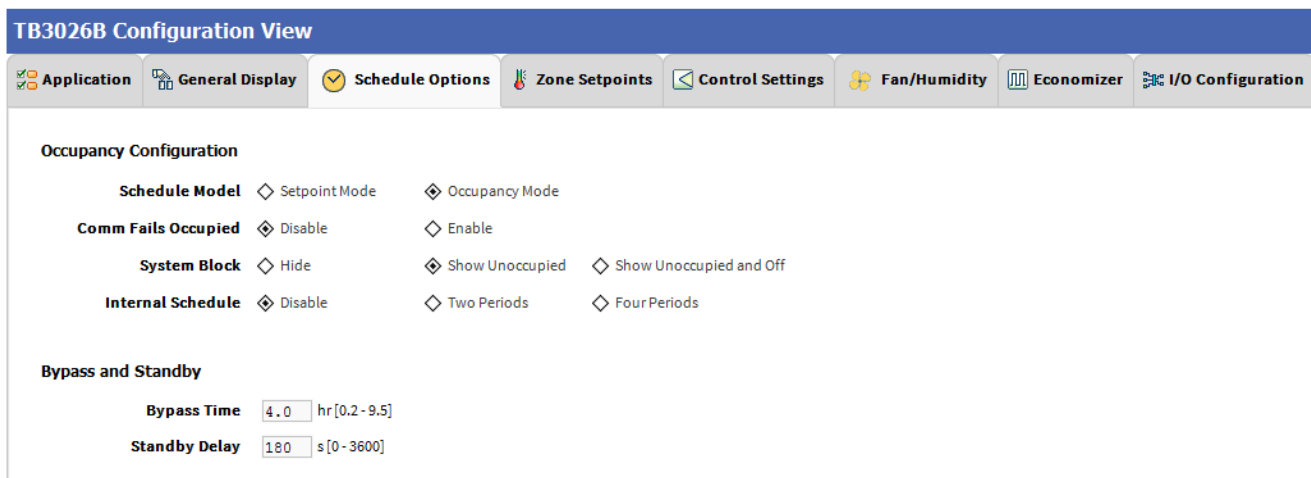 TB3026B Configuration View
Application General Display Schedule Options Zone Setpoints Control Settings Fan/Humidity Economizer I/O Configuration
Occupancy Configuration
Schedule Model Setpoint Mode Occupancy Mode
Comm Fails Occupied Disable Enable
System Block Hide Show Unoccupied Show Unoccupied and Off
Internal Schedule Disable Two Periods Four Periods
Bypass and Standby
Bypass Time 4.0 hr [0.2 - 9.5]
Standby Delay 180 s [0 - 3600]